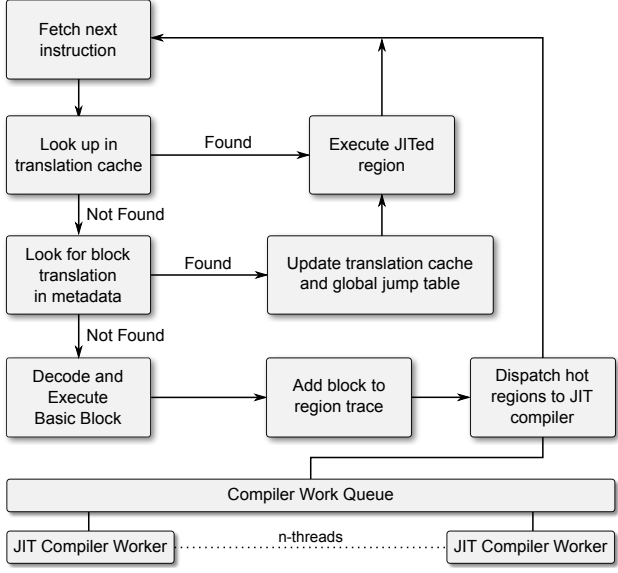 Fetch next
instruction
Look up in
translation cache
Found
Execute JITed
region
Not Found
Look for block
translation
in metadata
Found
Update translation cache
and global jump table
Not Found
Decode and
Execute
Basic Block
Add block to
region trace
Dispatch hot
regions to JIT
compiler
Compiler Work Queue
JIT Compiler Worker
n-threads
JIT Compiler Worker